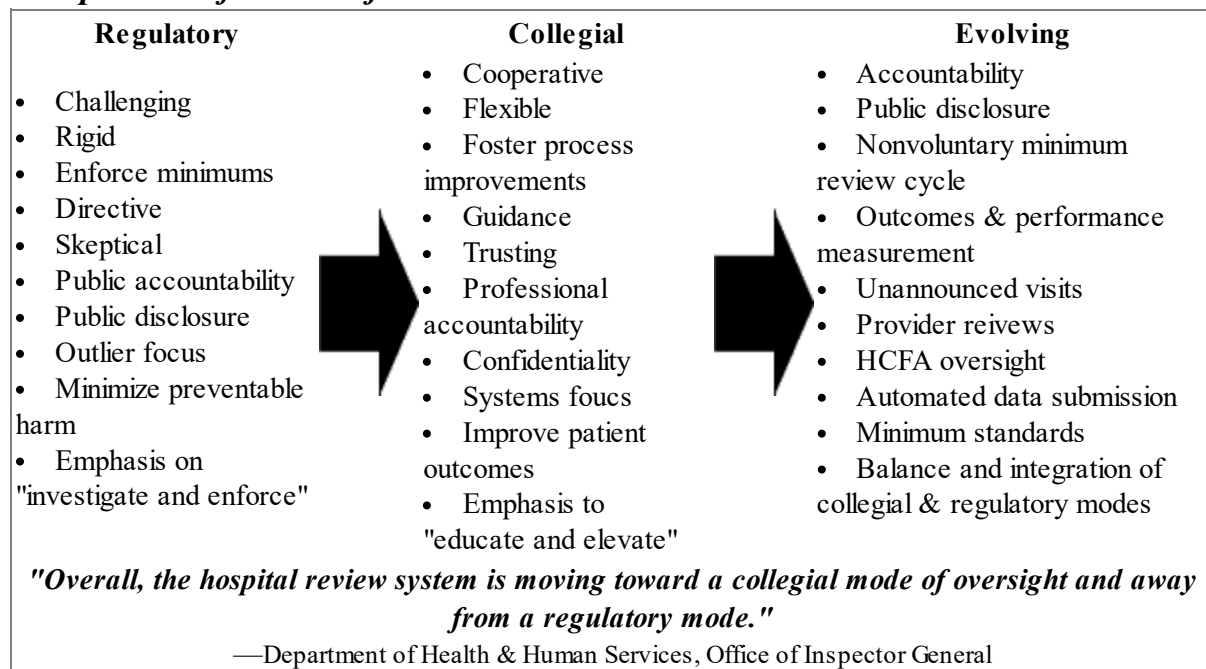 Regulatory
• Challenging
• Rigid
• Enforce minimums
• Directive
• Skeptical
• Public accountability
• Public disclosure
• Outlier focus
• Minimize preventable
harm
• Emphasis on
"investigate and enforce"
Collegial
• Cooperative
• Flexible
• Foster process
improvements
• Guidance
• Trusting
• Professional
accountability
• Confidentiality
• Systems foucs
• Improve patient
outcomes
• Emphasis to
"educate and elevate"
Evolving
• Accountability
• Public disclosure
• Nonvoluntary minimum
review cycle
• Outcomes & performance
measurement
• Unannounced visits
• Provider reivews
• HCFA oversight
• Automated data submission
• Minimum standards
• Balance and integration of
collegial & regulatory modes
"Overall, the hospital review system is moving toward a collegial mode of oversight and away
from a regulatory mode."
—Department of Health & Human Services, Office of Inspector General